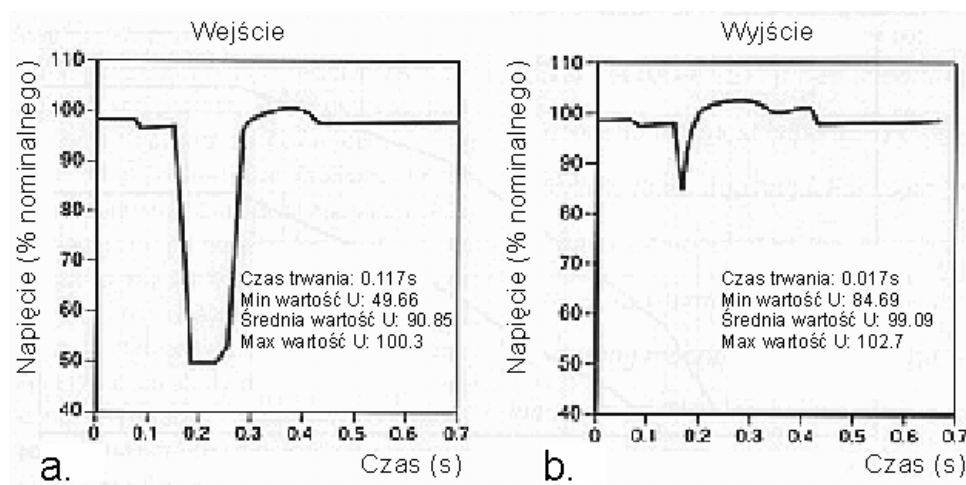 Wejście
Napięcie (% nominalnego)
110
100
90
80
70
60
50
40
Czas trwania: 0.117s
Min wartość U: 49.66
Średnia wartość U: 90.85
Max wartość U: 100.3
0 0.1 0.2 0.3 0.4 0.5 0.6 0.7
Czas (s)
a.
Wyjście
Napięcie (% nominalnego)
110
100
90
80
70
60
50
40
Czas trwania: 0.017s
Min wartość U: 84.69
Średnia wartość U: 99.09
Max wartość U: 102.7
0 0.1 0.2 0.3 0.4 0.5 0.6 0.7
Czas (s)
b.